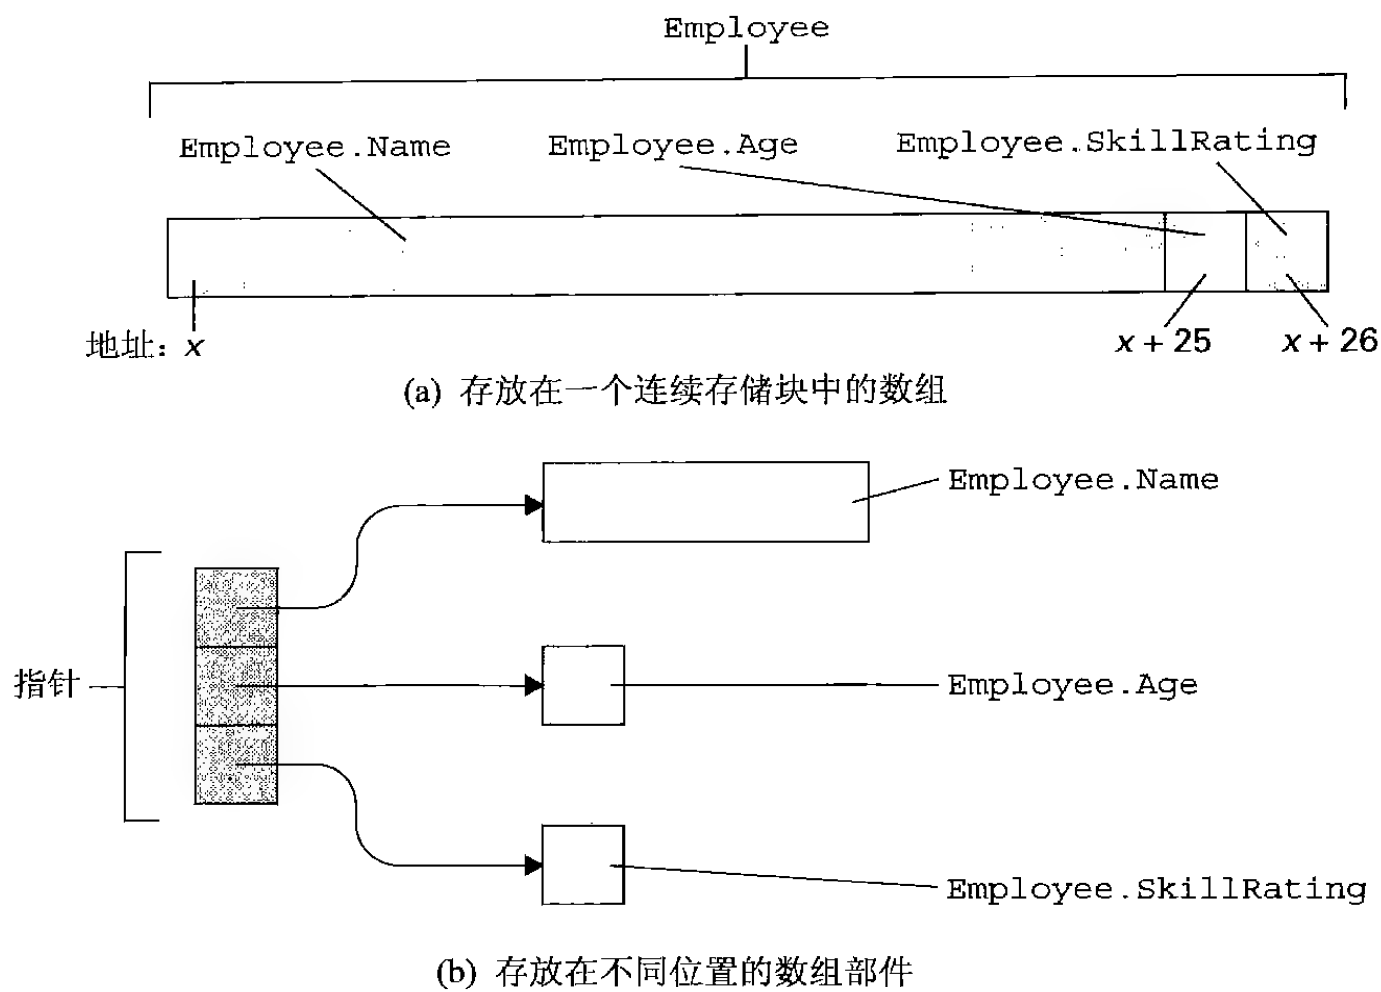 Employee
Employee.Name Employee.Age Employee.SkillRating
地址：x x + 25 x + 26
(a) 存放在一个连续存储块中的数组
Employee.Name
指针 Employee.Age
Employee.SkillRating
(b) 存放在不同位置的数组部件